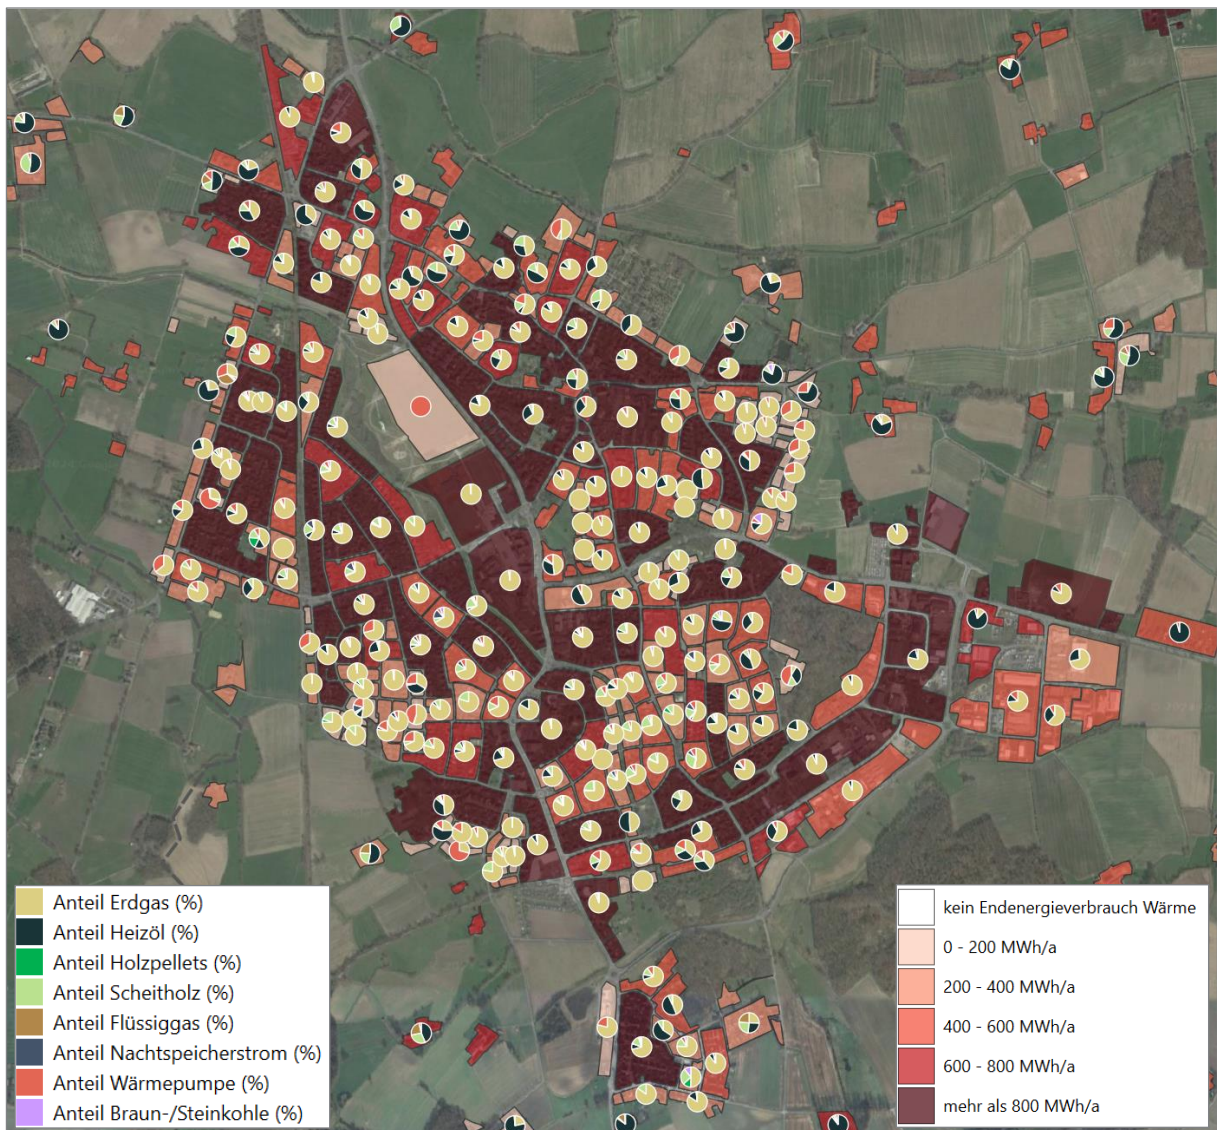 Anteil Erdgas (%)
Anteil Heizöl (%)
Anteil Holzpellets (%)
Anteil Scheitholz (%)
Anteil Flüssiggas (%)
Anteil Nachtspeicherstrom (%)
Anteil Wärmepumpe (%)
Anteil Braun-/Steinkohle (%)
kein Endenergieverbrauch Wärme
0 - 200 MWh/a
200 - 400 MWh/a
400 - 600 MWh/a
600 - 800 MWh/a
mehr als 800 MWh/a